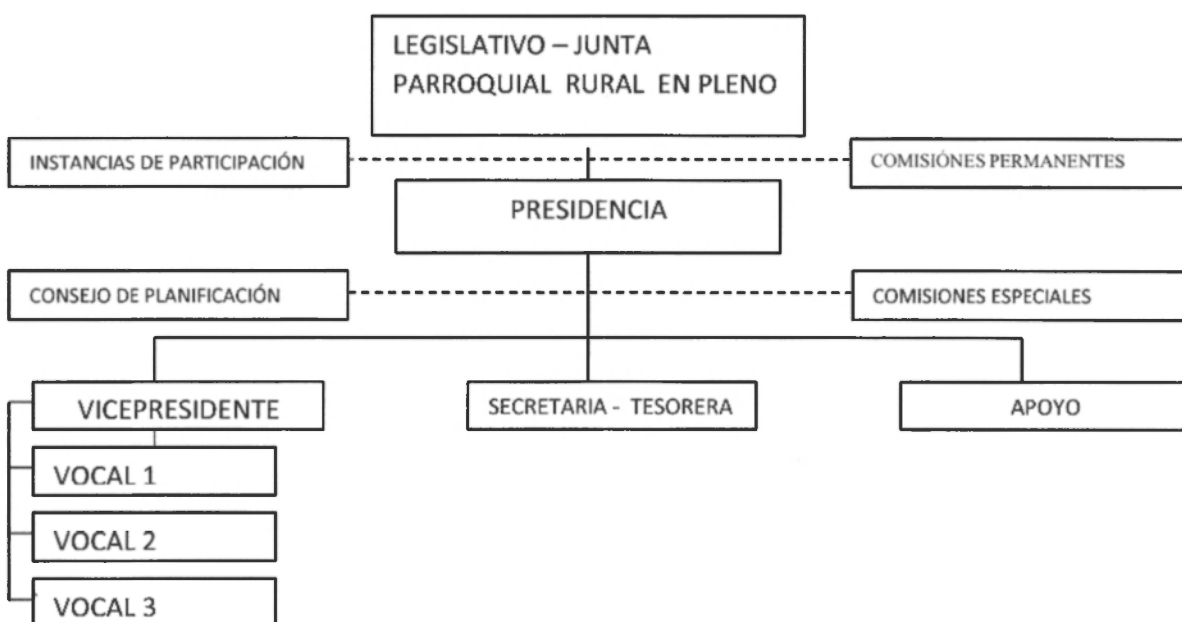 LEGISLATIVO – JUNTA
PARROQUIAL RURAL EN PLENO
INSTANCIAS DE PARTICIPACIÓN
COMISIÓNES PERMANENTES
PRESIDENCIA
CONSEJO DE PLANIFICACIÓN
COMISIONES ESPECIALES
VICEPRESIDENTE
SECRETARIA - TESORERA
APOYO
VOCAL 1
VOCAL 2
VOCAL 3